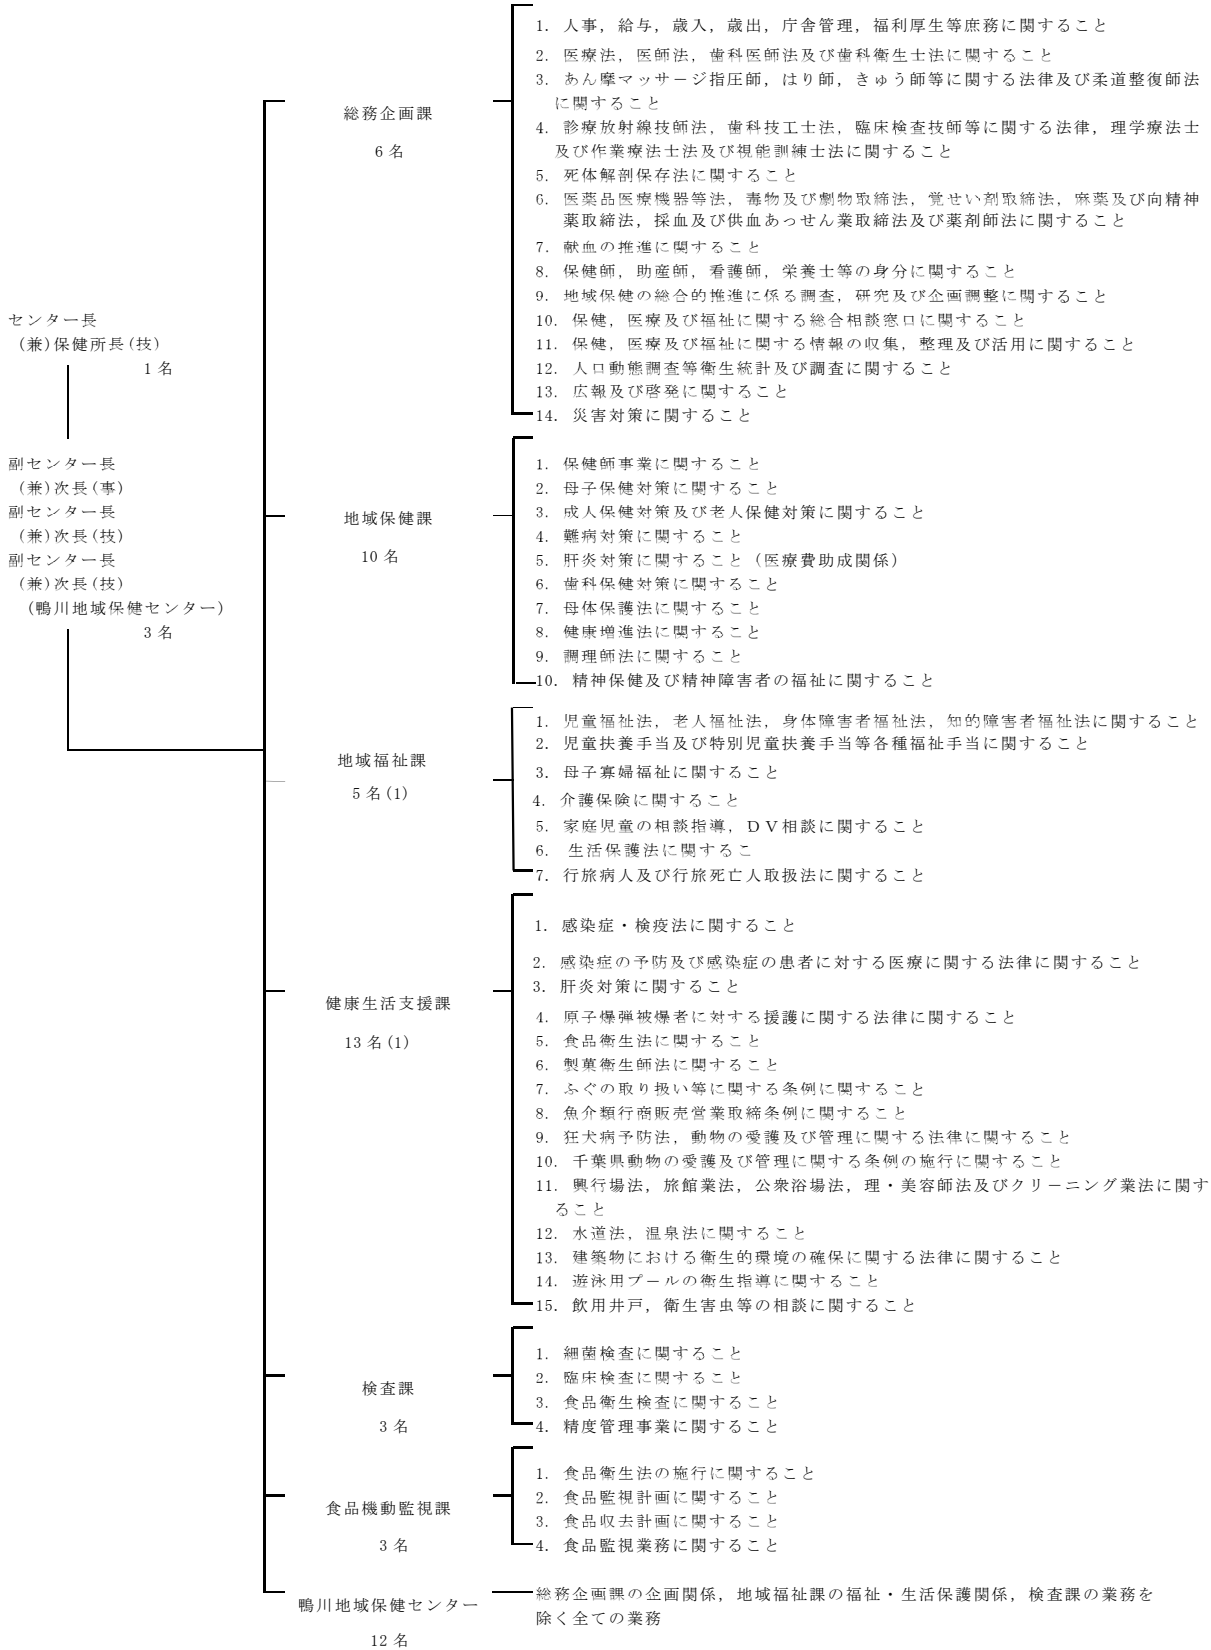 センター長
(兼)保健所長(技)
1名
副センター長
(兼)次長(事)
副センター長
(兼)次長(技)
副センター長
(兼)次長(技)
(鴨川地域保健センター)
3名
総務企画課
6名
1. 人事，給与，歳入，歳出，庁舎管理，福利厚生等庶務に関すること
2. 医療法，医師法，歯科医師法及び歯科衛生士法に関すること
3. あん摩マッサージ指圧師，はり師，きゅう師等に関する法律及び柔道整復師法
に関すること
4. 診療放射線技師法，歯科技工士法，臨床検査技師等に関する法律，理学療法士
及び作業療法士法及び視能訓練士法に関すること
5. 死体解剖保存法に関すること
6. 医薬品医療機器等法，毒物及び劇物取締法，覚せい剤取締法，麻薬及び向精神
薬取締法，採血及び供血あっせん業取締法及び薬剤師法に関すること
7. 献血の推進に関すること
8. 保健師，助産師，看護師，栄養士等の身分に関すること
9. 地域保健の総合的推進に係る調査，研究及び企画調整に関すること
10. 保健，医療及び福祉に関する総合相談窓口に関すること
11. 保健，医療及び福祉に関する情報の収集，整理及び活用に関すること
12. 人口動態調査等衛生統計及び調査に関すること
13. 広報及び啓発に関すること
14. 災害対策に関すること
地域保健課
10名
1. 保健師事業に関すること
2. 母子保健対策に関すること
3. 成人保健対策及び老人保健対策に関すること
4. 難病対策に関すること
5. 肝炎対策に関すること（医療費助成関係）
6. 歯科保健対策に関すること
7. 母体保護法に関すること
8. 健康増進法に関すること
9. 調理師法に関すること
10. 精神保健及び精神障害者の福祉に関すること
地域福祉課
5名(1)
1. 児童福祉法，老人福祉法，身体障害者福祉法，知的障害者福祉法に関すること
2. 児童扶養手当及び特別児童扶養手当等各種福祉手当に関すること
3. 母子寡婦福祉に関すること
4. 介護保険に関すること
5. 家庭児童の相談指導，ＤＶ相談に関すること
6. 生活保護法に関するこ
7. 行旅病人及び行旅死亡人取扱法に関すること
健康生活支援課
13名(1)
1. 感染症・検疫法に関すること
2. 感染症の予防及び感染症の患者に対する医療に関する法律に関すること
3. 肝炎対策に関すること
4. 原子爆弾被爆者に対する援護に関する法律に関すること
5. 食品衛生法に関すること
6. 製菓衛生師法に関すること
7. ふぐの取り扱い等に関する条例に関すること
8. 魚介類行商販売営業取締条例に関すること
9. 狂犬病予防法，動物の愛護及び管理に関する法律に関すること
10. 千葉県動物の愛護及び管理に関する条例の施行に関すること
11. 興行場法，旅館業法，公衆浴場法，理・美容師法及びクリーニング業法に関す
ること
12. 水道法，温泉法に関すること
13. 建築物における衛生的環境の確保に関する法律に関すること
14. 遊泳用プールの衛生指導に関すること
15. 飲用井戸，衛生害虫等の相談に関すること
検査課
3名
1. 細菌検査に関すること
2. 臨床検査に関すること
3. 食品衛生検査に関すること
4. 精度管理事業に関すること
食品機動監視課
3名
1. 食品衛生法の施行に関すること
2. 食品監視計画に関すること
3. 食品収去計画に関すること
4. 食品監視業務に関すること
鴨川地域保健センター
12名
総務企画課の企画関係，地域福祉課の福祉・生活保護関係，検査課の業務を
除く全ての業務